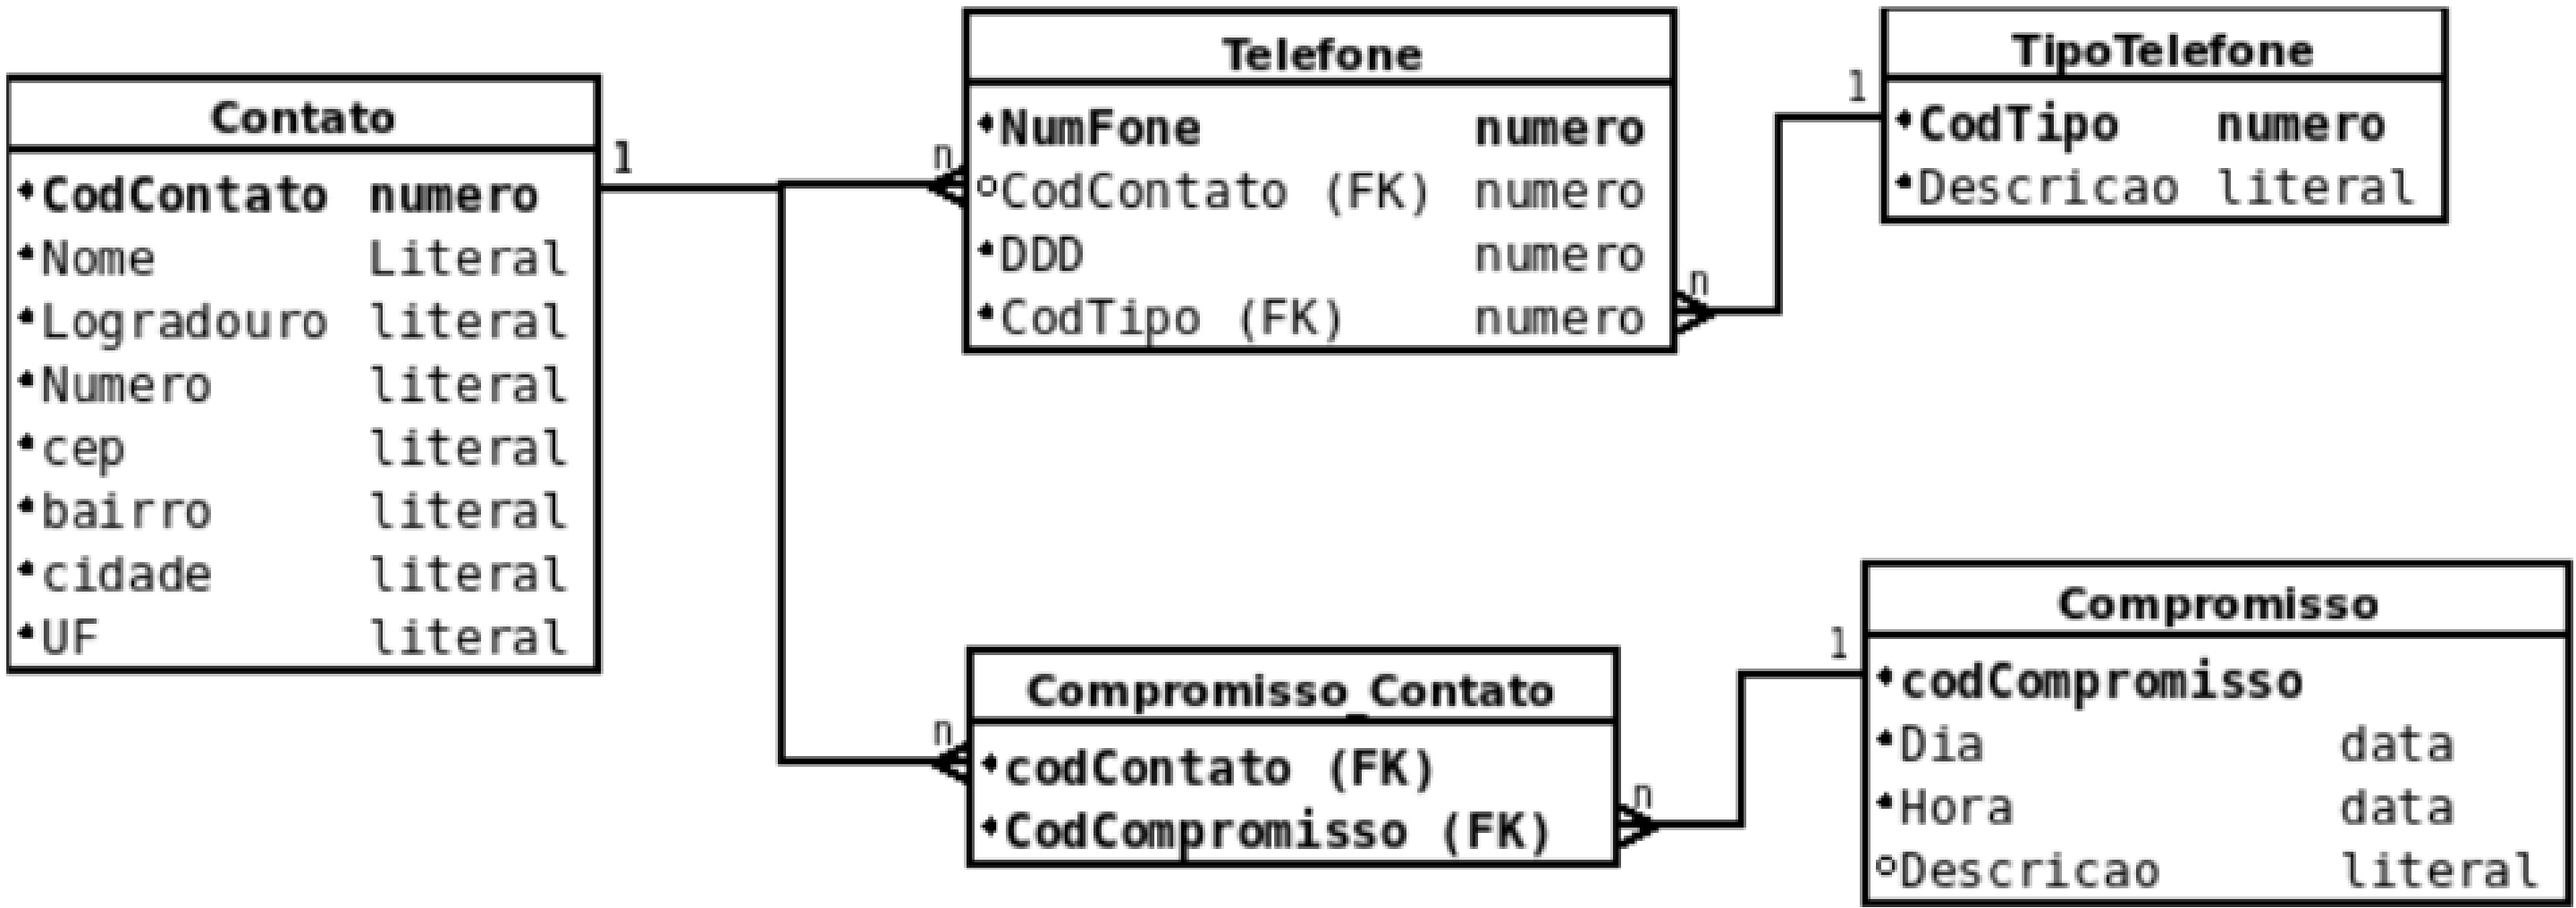 Contato
CodContato numero
Nome Literal
Logradouro literal
Numero literal
cep literal
bairro literal
cidade literal
UF literal
1
n
Telefone
NumFone numero
CodContato (FK) numero
DDD numero
CodTipo (FK) numero
n
1
TipoTelefone
CodTipo numero
Descricao literal
n
Compromisso_Contato
codContato (FK)
CodCompromisso (FK)
n
1
Compromisso
codCompromisso
Dia data
Hora data
Descricao literal